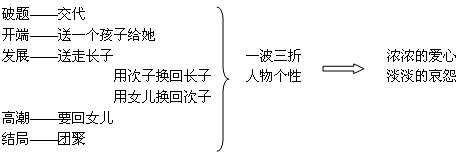 破题——交代
开端——送一个孩子给她
发展——送走长子
用次子换回长子
用女儿换回次子
高潮——要回女儿
结局——团聚
一波三折
人物个性
浓浓的爱心
淡淡的哀怨